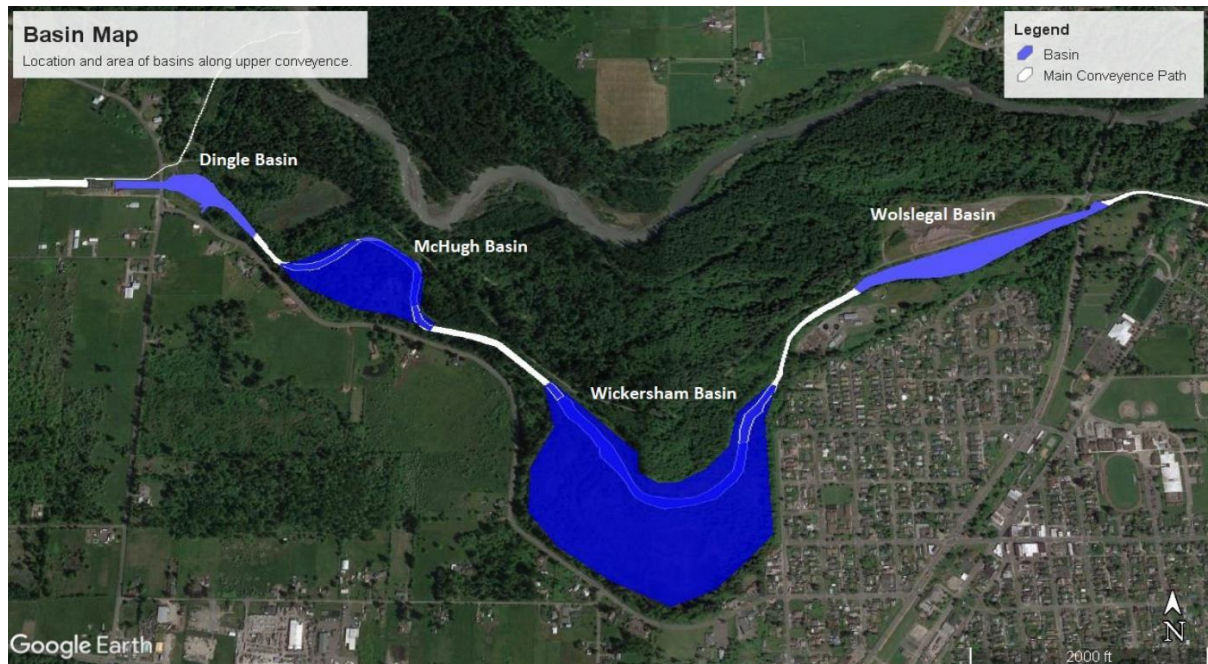 Basin Map
Location and area of basins along upper conveyence.
Legend
Basin
Main Conveyence Path
Dingle Basin
McHugh Basin
Wolslegal Basin
Wickersham Basin
Google Earth
N
2000 ft